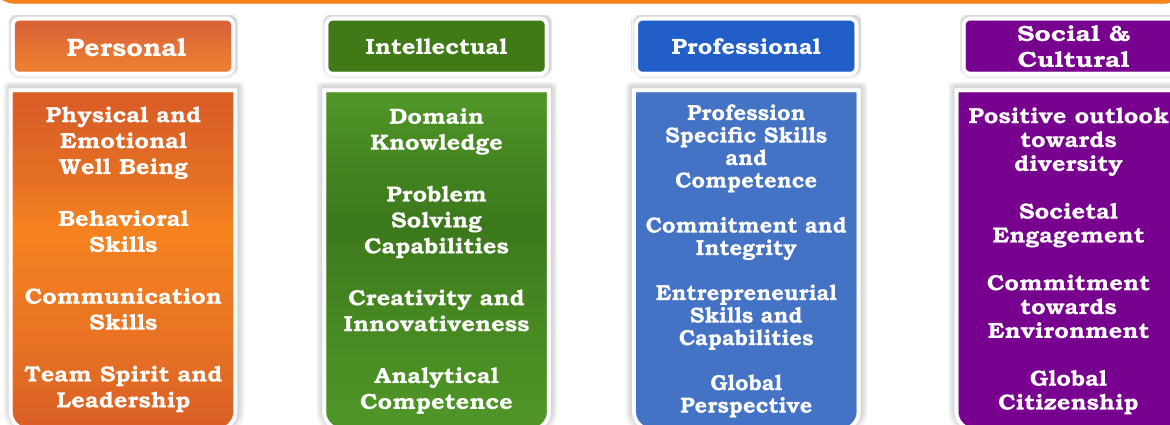 Personal
Physical and
Emotional
Well Being
Behavioral
Skills
Communication
Skills
Team Spirit and
Leadership
Intellectual
Domain
Knowledge
Problem
Solving
Capabilities
Creativity and
Innovativeness
Analytical
Competence
Professional
Profession
Specific Skills
and
Competence
Commitment and
Integrity
Entrepreneurial
Skills and
Capabilities
Global
Perspective
Social &
Cultural
Positive outlook
towards
diversity
Societal
Engagement
Commitment
towards
Environment
Global
Citizenship